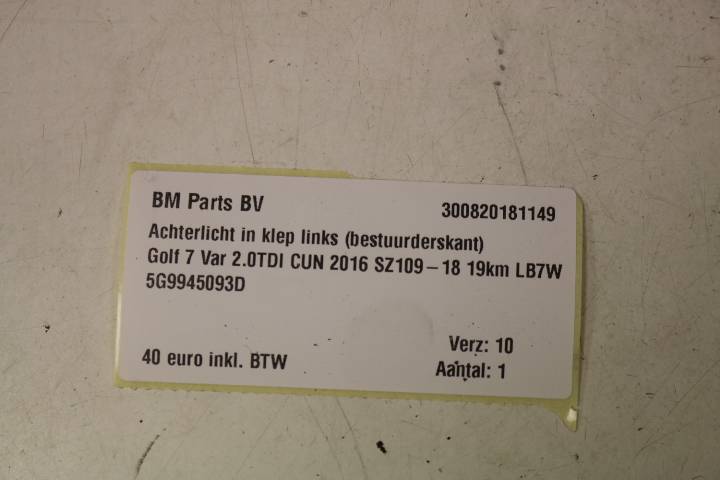 BM Parts BV 300820181149
Achterlicht in klep links (bestuurderskant)
Golf 7 Var 2.0TDI CUN 2016 SZ109-18 19km LB7W
5G9945093D
Verz: 10
40 euro inkl. BTW Aantal: 1